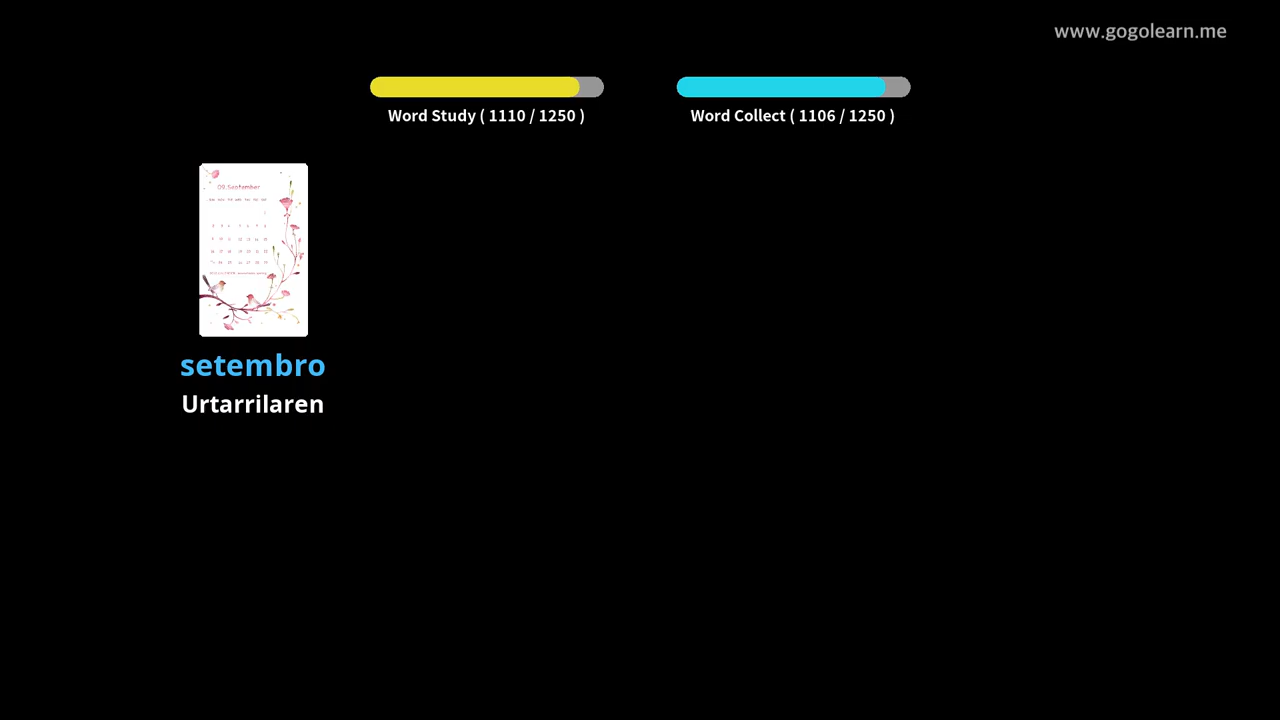 www.gogolearn.me
Word Study ( 1110 / 1250 )
Word Collect ( 1106 / 1250 )
09.September
setembro
Urtarrilaren